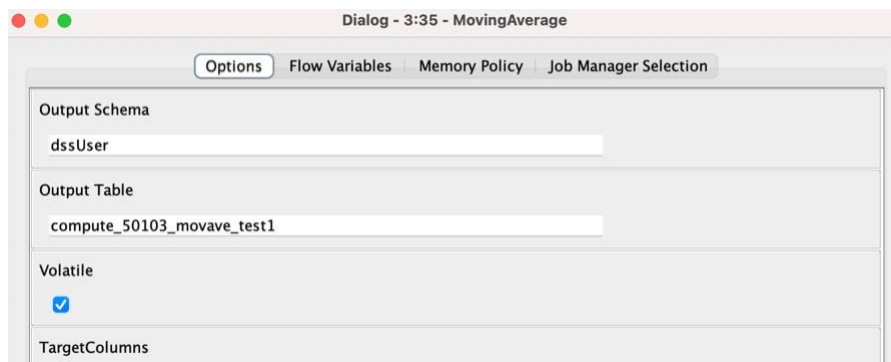 Dialog - 3:35 - MovingAverage
Options Flow Variables Memory Policy Job Manager Selection
Output Schema
dssUser
Output Table
compute_50103_movave_test1
Volatile
TargetColumns